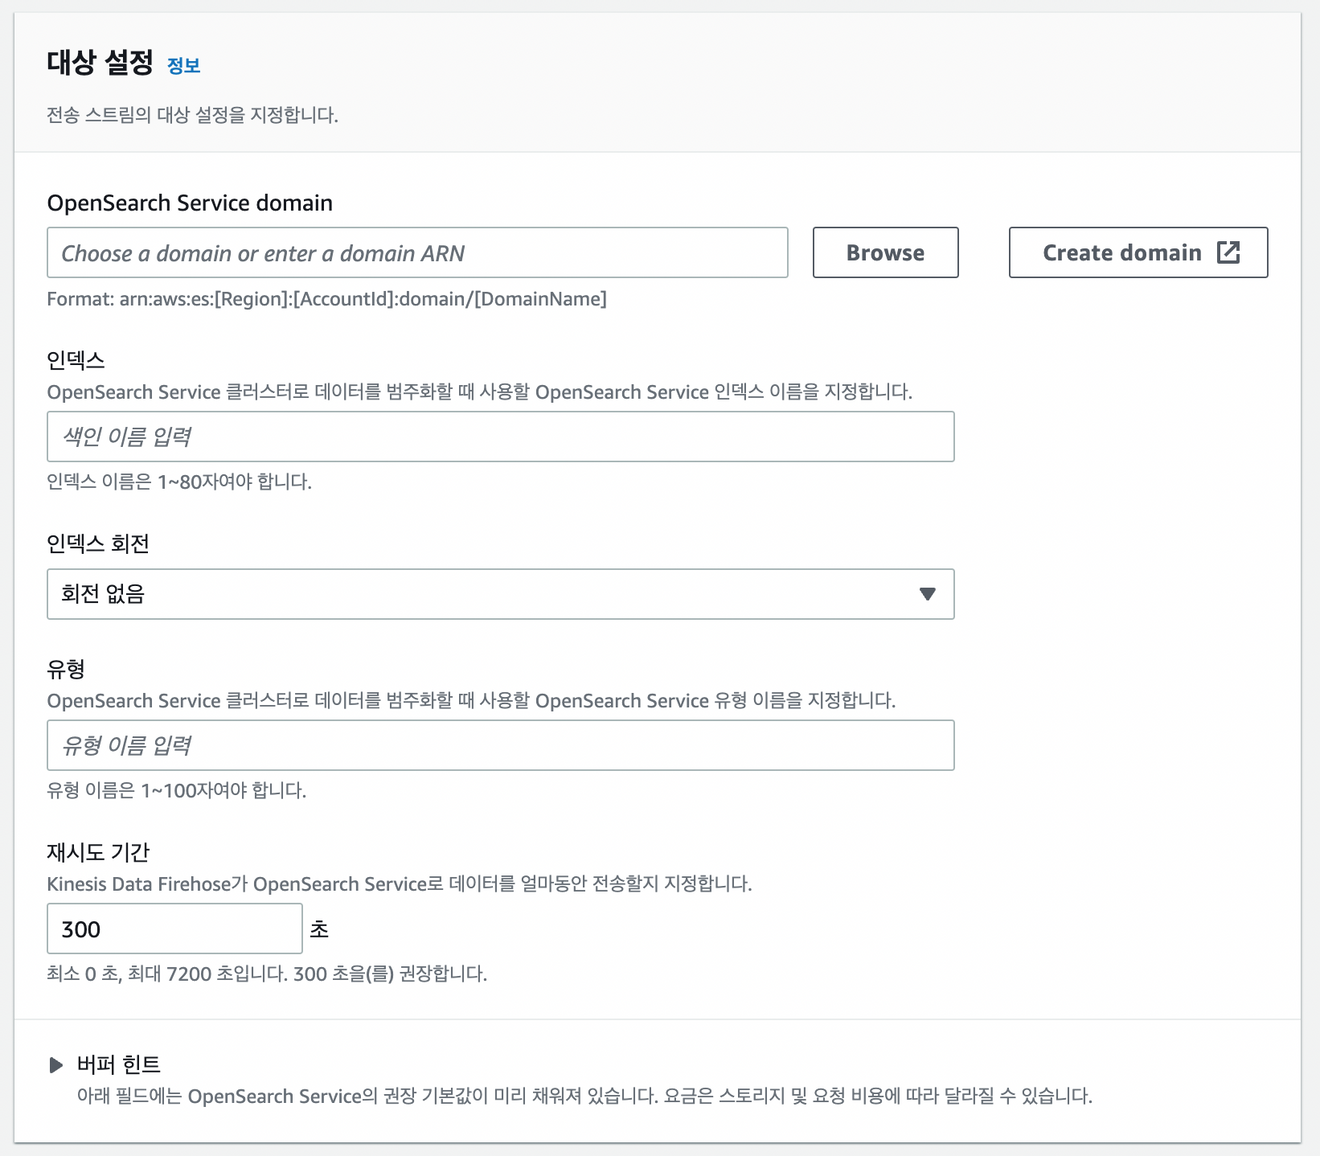 대상 설정 정보
전송 스트림의 대상 설정을 지정합니다.
OpenSearch Service domain
Choose a domain or enter a domain ARN
Browse
Create domain
Format: arn:aws:es:[Region]:[AccountId]:domain/[DomainName]
인덱스
OpenSearch Service 클러스터로 데이터를 범주화할 때 사용할 OpenSearch Service 인덱스 이름을 지정합니다.
색인 이름 입력
인덱스 이름은 1~80자여야 합니다.
인덱스 회전
회전 없음
유형
OpenSearch Service 클러스터로 데이터를 범주화할 때 사용할 OpenSearch Service 유형 이름을 지정합니다.
유형 이름 입력
유형 이름은 1~100자여야 합니다.
재시도 기간
Kinesis Data Firehose가 OpenSearch Service로 데이터를 얼마동안 전송할지 지정합니다.
300 초
최소 0 초, 최대 7200 초입니다. 300 초을(를) 권장합니다.
버퍼 힌트
아래 필드에는 OpenSearch Service의 권장 기본값이 미리 채워져 있습니다. 요금은 스토리지 및 요청 비용에 따라 달라질 수 있습니다.